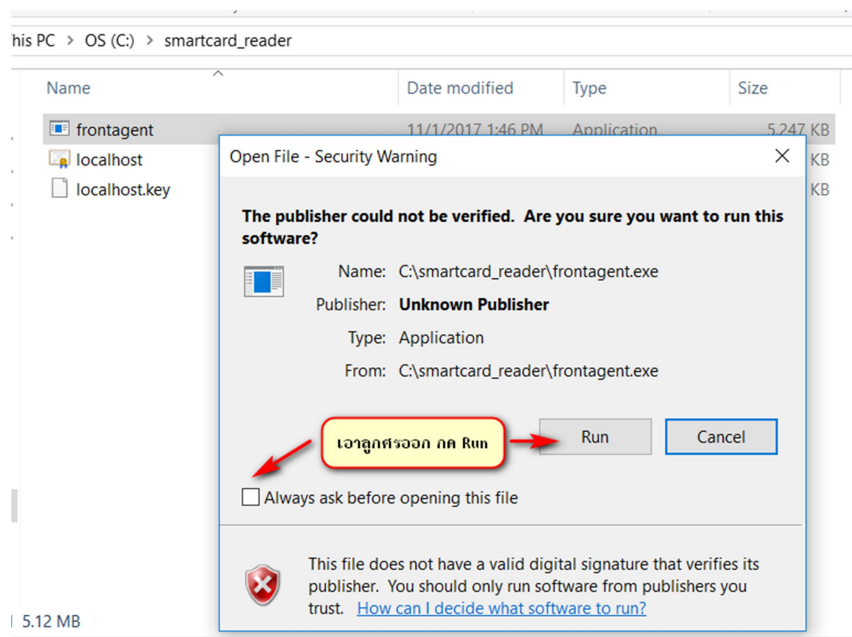 his PC > OS (C:) > smartcard_reader
Name Date modified Type Size
frontagent 11/1/2017 1:46 PM Application 5,247 KB
localhost KB
localhost.key KB
Open File - Security Warning
The publisher could not be verified. Are you sure you want to run this
software?
Name: C:\smartcard_reader\frontagent.exe
Publisher: Unknown Publisher
Type: Application
From: C:\smartcard_reader\frontagent.exe
เอาลูกศรออก กด Run
Run Cancel
Always ask before opening this file
This file does not have a valid digital signature that verifies its
publisher. You should only run software from publishers you
trust. How can I decide what software to run?
5.12 MB